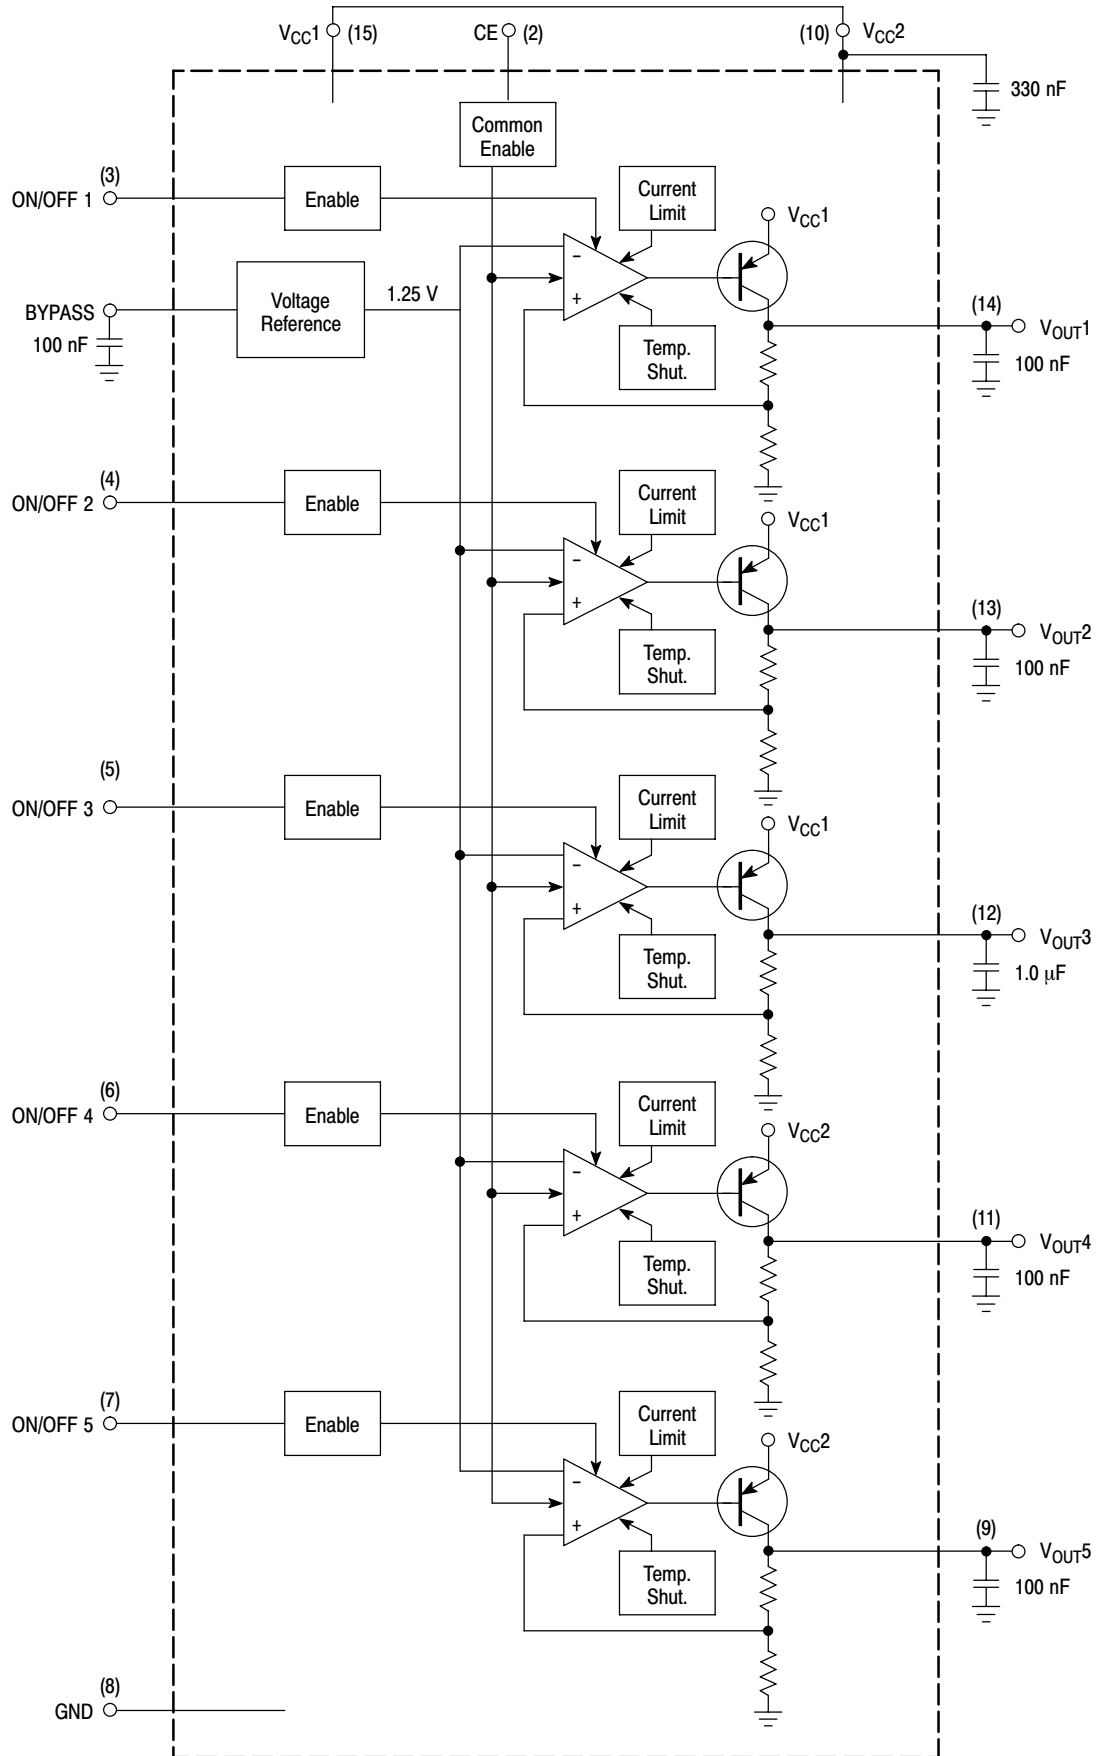 VCC1 (15) CE (2) (10) VCC2
330 nF
Common
Enable
(3)
ON/OFF 1
Enable
Current
Limit
VCC1
−
+
BYPASS
100 nF
Voltage
Reference
1.25 V
Temp.
Shut.
(14)
VOUT1
100 nF
(4)
ON/OFF 2
Enable
Current
Limit
VCC1
−
+
Temp.
Shut.
(13)
VOUT2
100 nF
(5)
ON/OFF 3
Enable
Current
Limit
VCC1
−
+
Temp.
Shut.
(12)
VOUT3
1.0 µF
(6)
ON/OFF 4
Enable
Current
Limit
VCC2
−
+
Temp.
Shut.
(11)
VOUT4
100 nF
(7)
ON/OFF 5
Enable
Current
Limit
VCC2
−
+
Temp.
Shut.
(9)
VOUT5
100 nF
(8)
GND